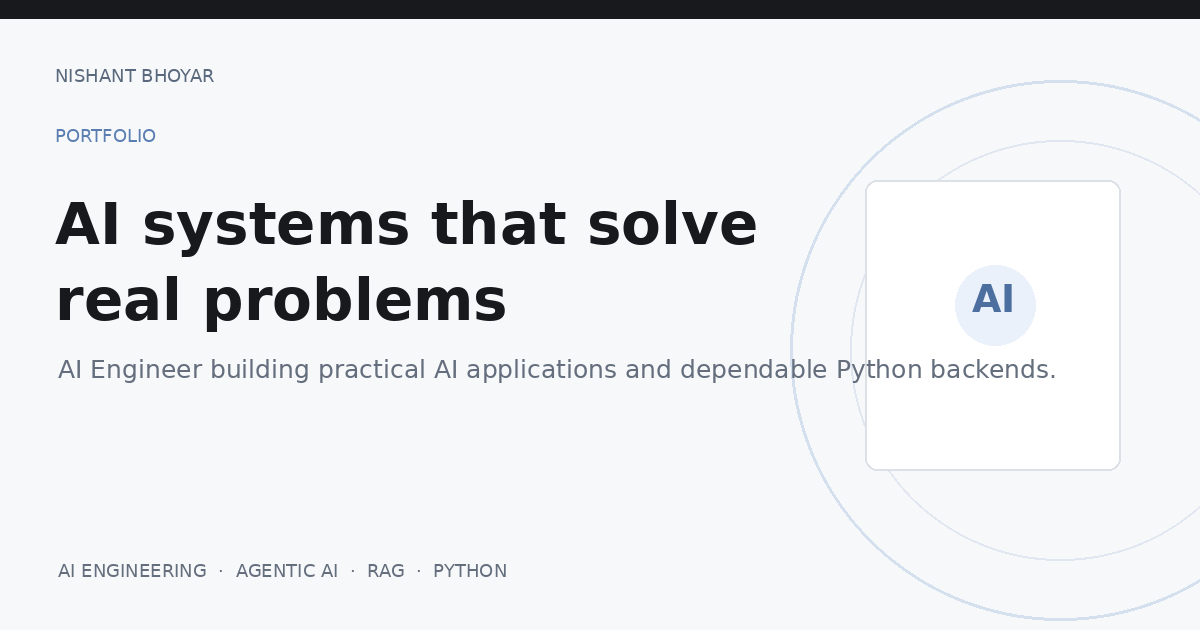 NISHANT BHOYAR
PORTFOLIO
AI systems that solve
real problems
AI
AI Engineer building practical AI applications and dependable Python backends.
AI ENGINEERING · AGENTIC AI · RAG · PYTHON